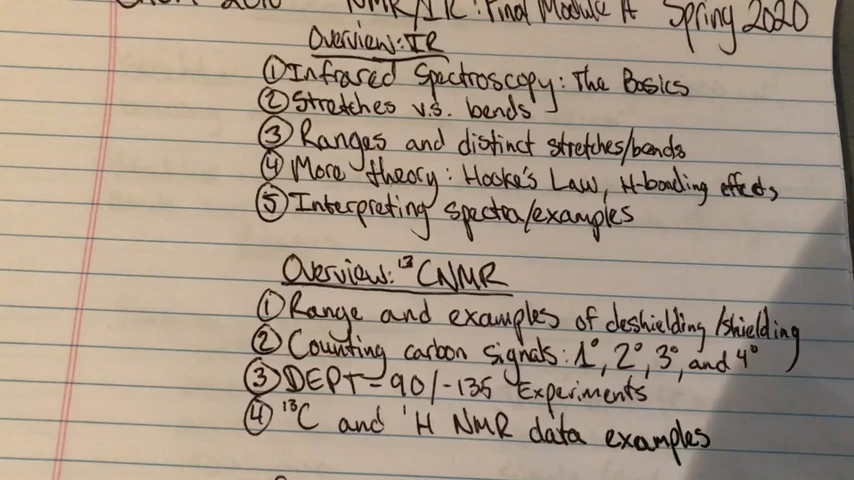 NMR/IR: Final Module A Spring 2020
Overview: IR
① Infrared Spectroscopy: The Basics
② Stretches v.s. bends
③ Ranges and distinct stretches/bends
④ More theory: Hooke's Law, H-bonding effects
⑤ Interpreting spectra/examples
Overview: ¹³CNMR
① Range and examples of deshielding/shielding
② Counting carbon signals: 1°, 2°, 3°, and 4°
③ DEPT-90/-135 Experiments
④ ¹³C and ¹H NMR data examples